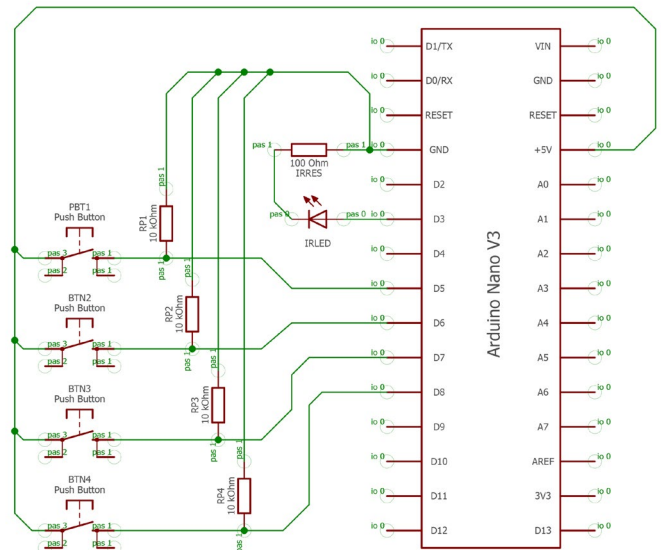 io 0
D1/TX
VIN
io 0
io 0
D0/RX
GND
io 0
io 0
RESET
RESET
io 0
pas 1
100 Ohm
IRRES
pas 1
io 0
GND
+5V
io 0
io 0
D2
A0
io 0
pas 0
IRLED
pas 0
io 0
D3
A1
io 0
io 0
D4
A2
io 0
io 0
D5
A3
io 0
io 0
D6
A4
io 0
io 0
D7
A5
io 0
io 0
D8
A6
io 0
io 0
D9
A7
io 0
io 0
D10
AREF
io 0
io 0
D11
3V3
io 0
io 0
D12
D13
io 0
Arduino Nano V3
pas 1
RP1
10 kOhm
pas 1
pas 1
RP2
10 kOhm
pas 1
pas 1
RP3
10 kOhm
pas 1
pas 1
RP4
10 kOhm
pas 1
PBT1
Push Button
pas 3
pas 1
pas 2
pas 1
BTN2
Push Button
pas 3
pas 1
pas 2
pas 1
BTN3
Push Button
pas 3
pas 1
pas 2
pas 1
BTN4
Push Button
pas 3
pas 1
pas 2
pas 1